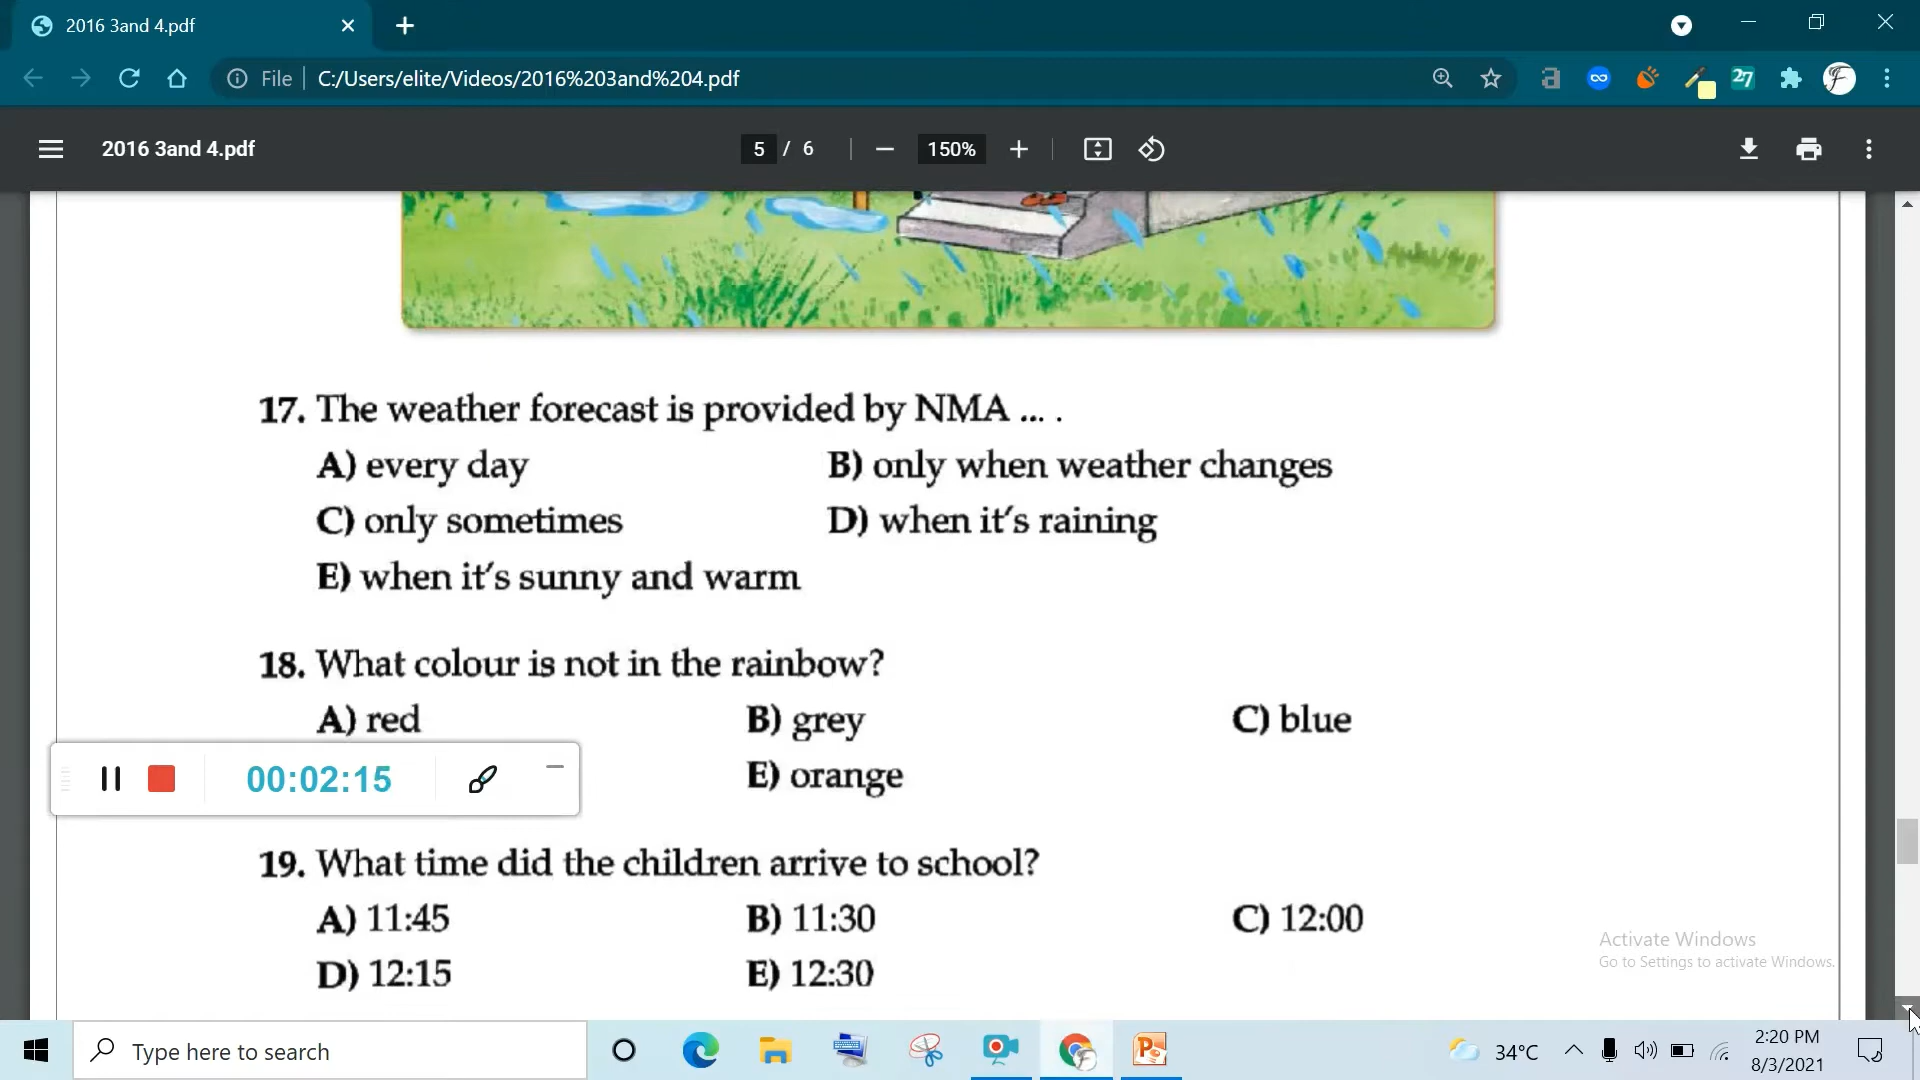 2016 3and 4.pdf
File
C:/Users/elite/Videos/2016%203and%204.pdf
27
2016 3and 4.pdf
5 / 6
150%
17. The weather forecast is provided by NMA ... .
A) every day
B) only when weather changes
C) only sometimes
D) when it's raining
E) when it's sunny and warm
18. What colour is not in the rainbow?
A) red
B) grey
C) blue
00:02:15
E) orange
19. What time did the children arrive to school?
A) 11:45
B) 11:30
C) 12:00
D) 12:15
E) 12:30
Activate Windows
Go to Settings to activate Windows.
Type here to search
34°C
2:20 PM
8/3/2021